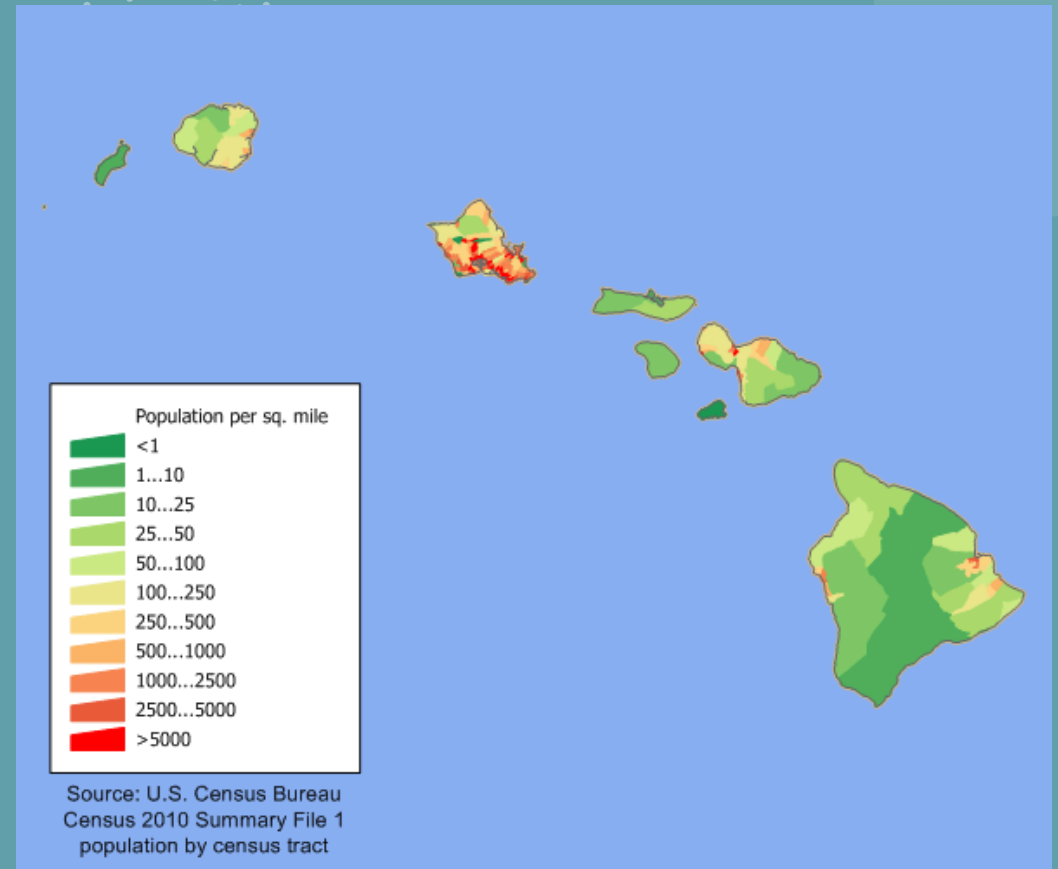 Population per sq. mile
<1
1...10
10...25
25...50
50...100
100...250
250...500
500...1000
1000...2500
2500...5000
>5000
Source: U.S. Census Bureau
Census 2010 Summary File 1
population by census tract